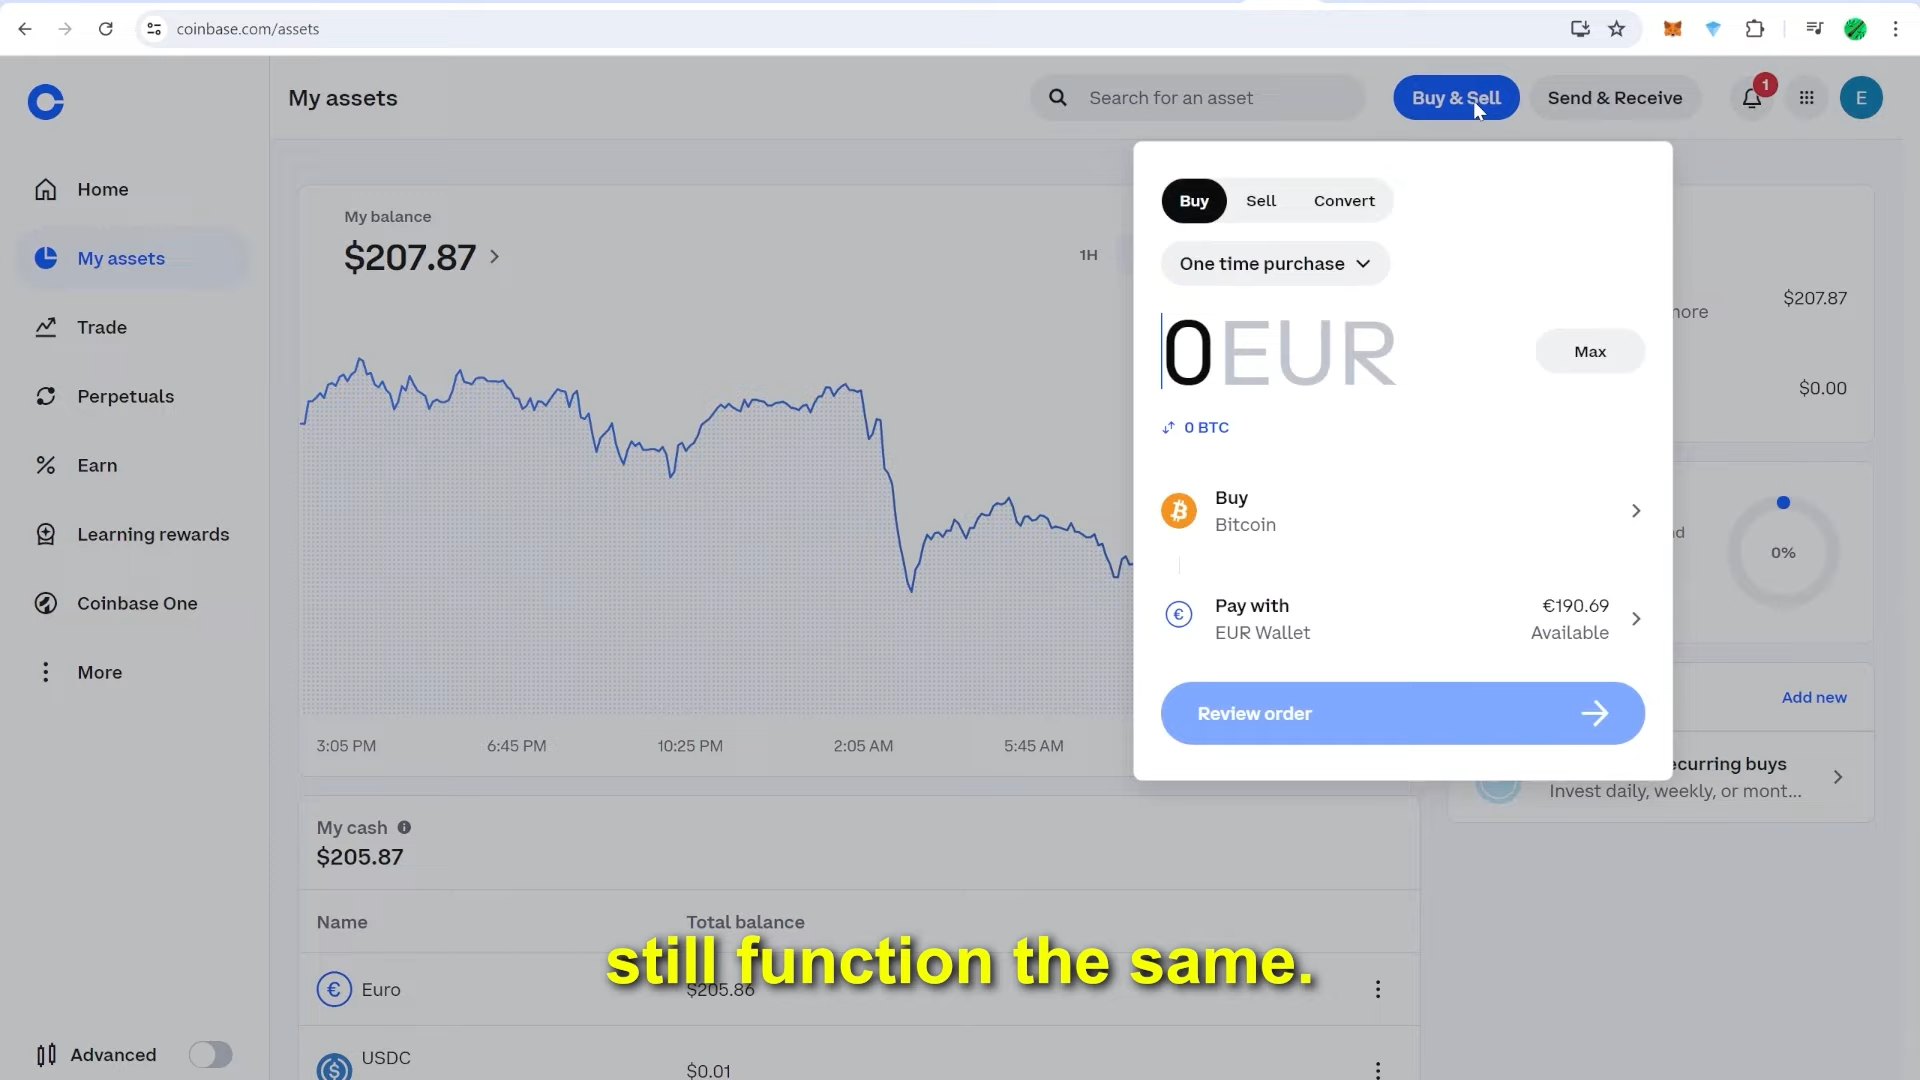 coinbase.com/assets
My assets
Search for an asset
Buy & Sell
Send & Receive
1
E
Home
My assets
Trade
Perpetuals
Earn
Learning rewards
Coinbase One
More
Advanced
My balance
$207.87
1H
3:05 PM
6:45 PM
10:25 PM
2:05 AM
5:45 AM
Buy
Sell
Convert
One time purchase
0EUR
Max
0 BTC
Buy
Bitcoin
Pay with
€190.69
EUR Wallet
Available
Review order
$207.87
$0.00
0%
Add new
Invest daily, weekly, or mont...
My cash
$205.87
Name
Total balance
Euro
$205.86
still function the same.
USDC
$0.01